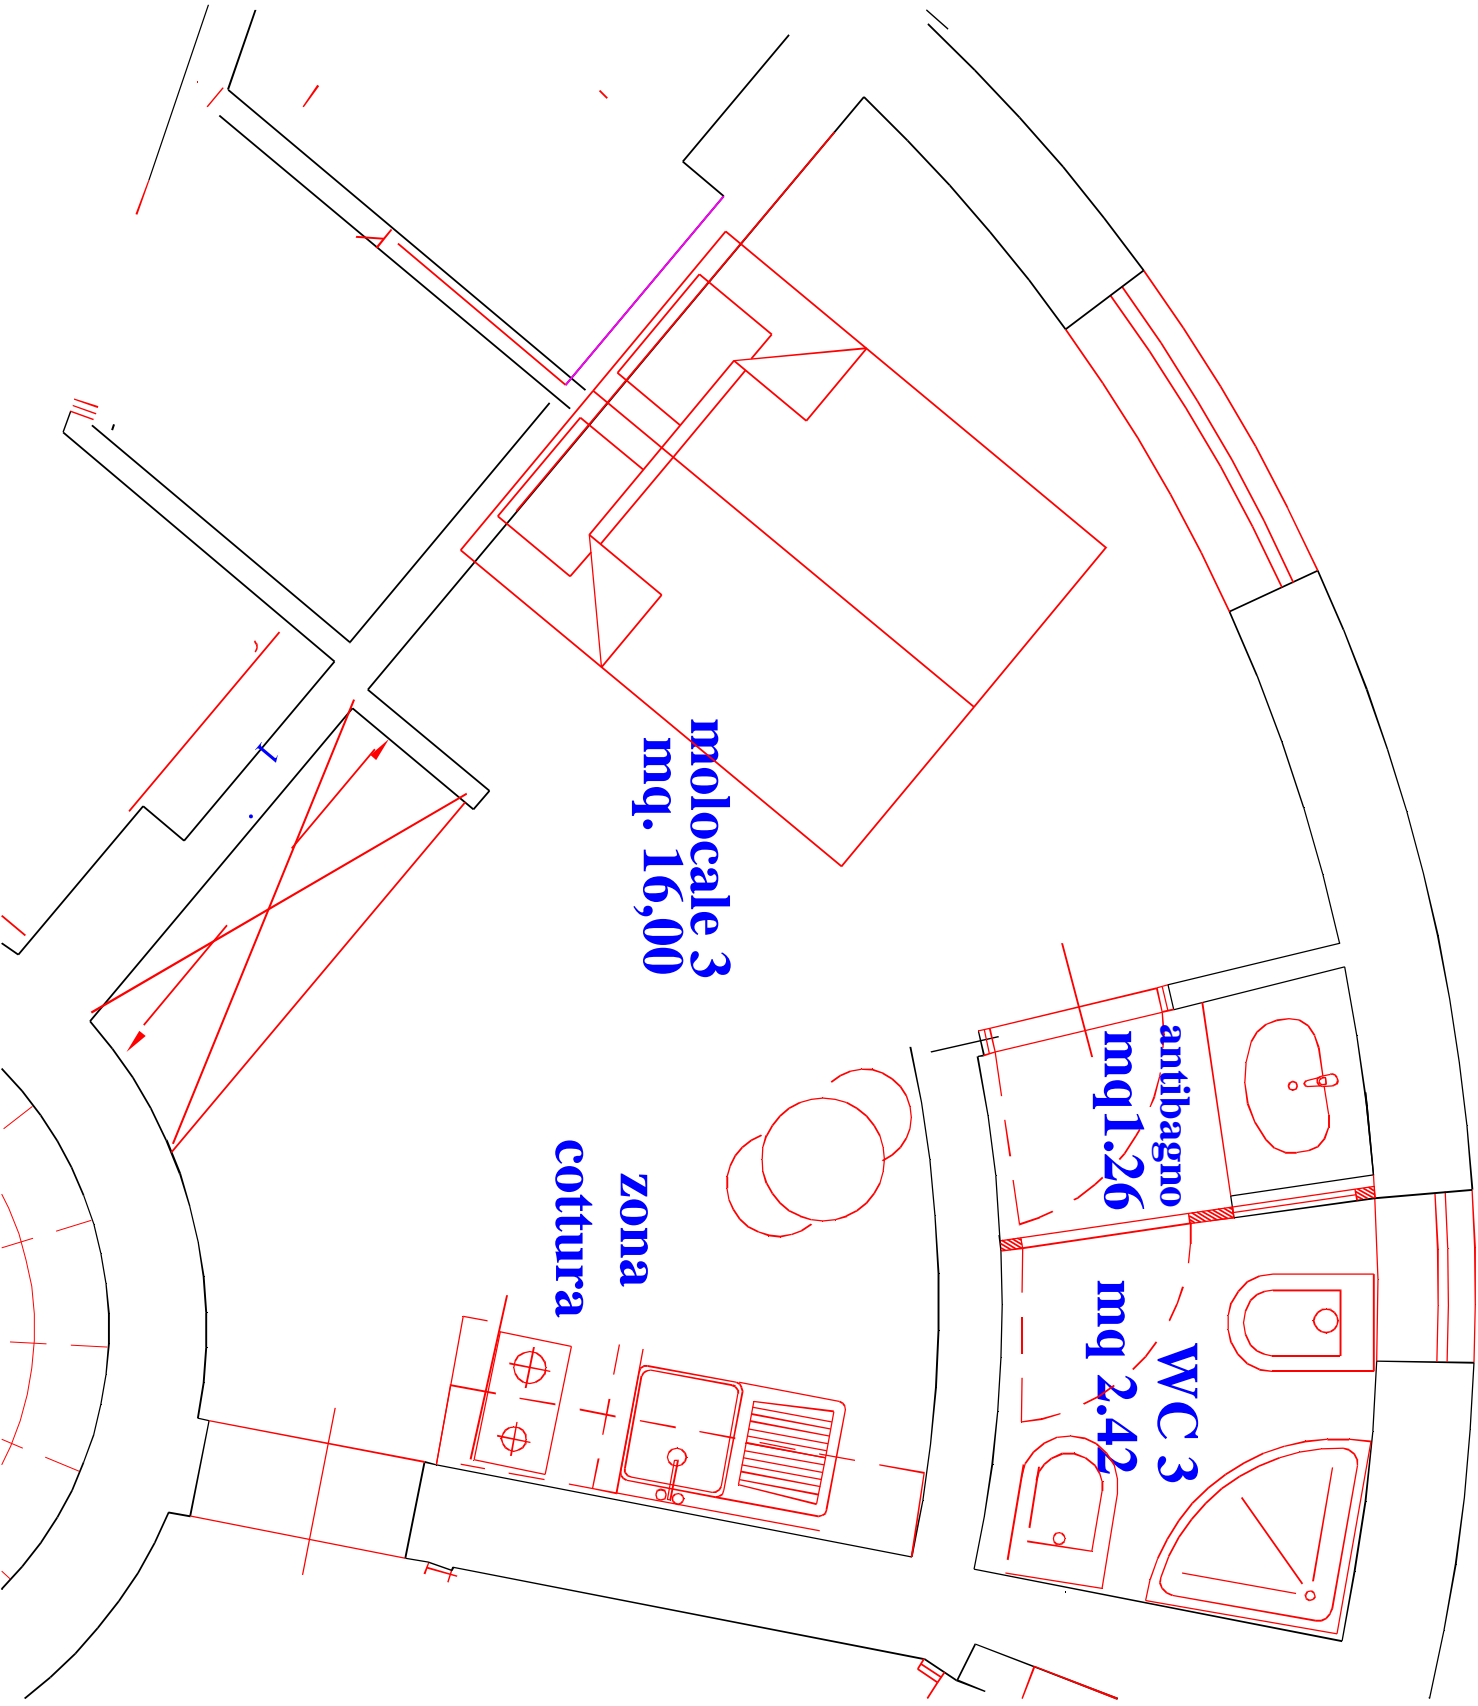 molocale 3
mq. 16,00
antibagno
mq1.26
zona
cottura
WC 3
mq 2.42